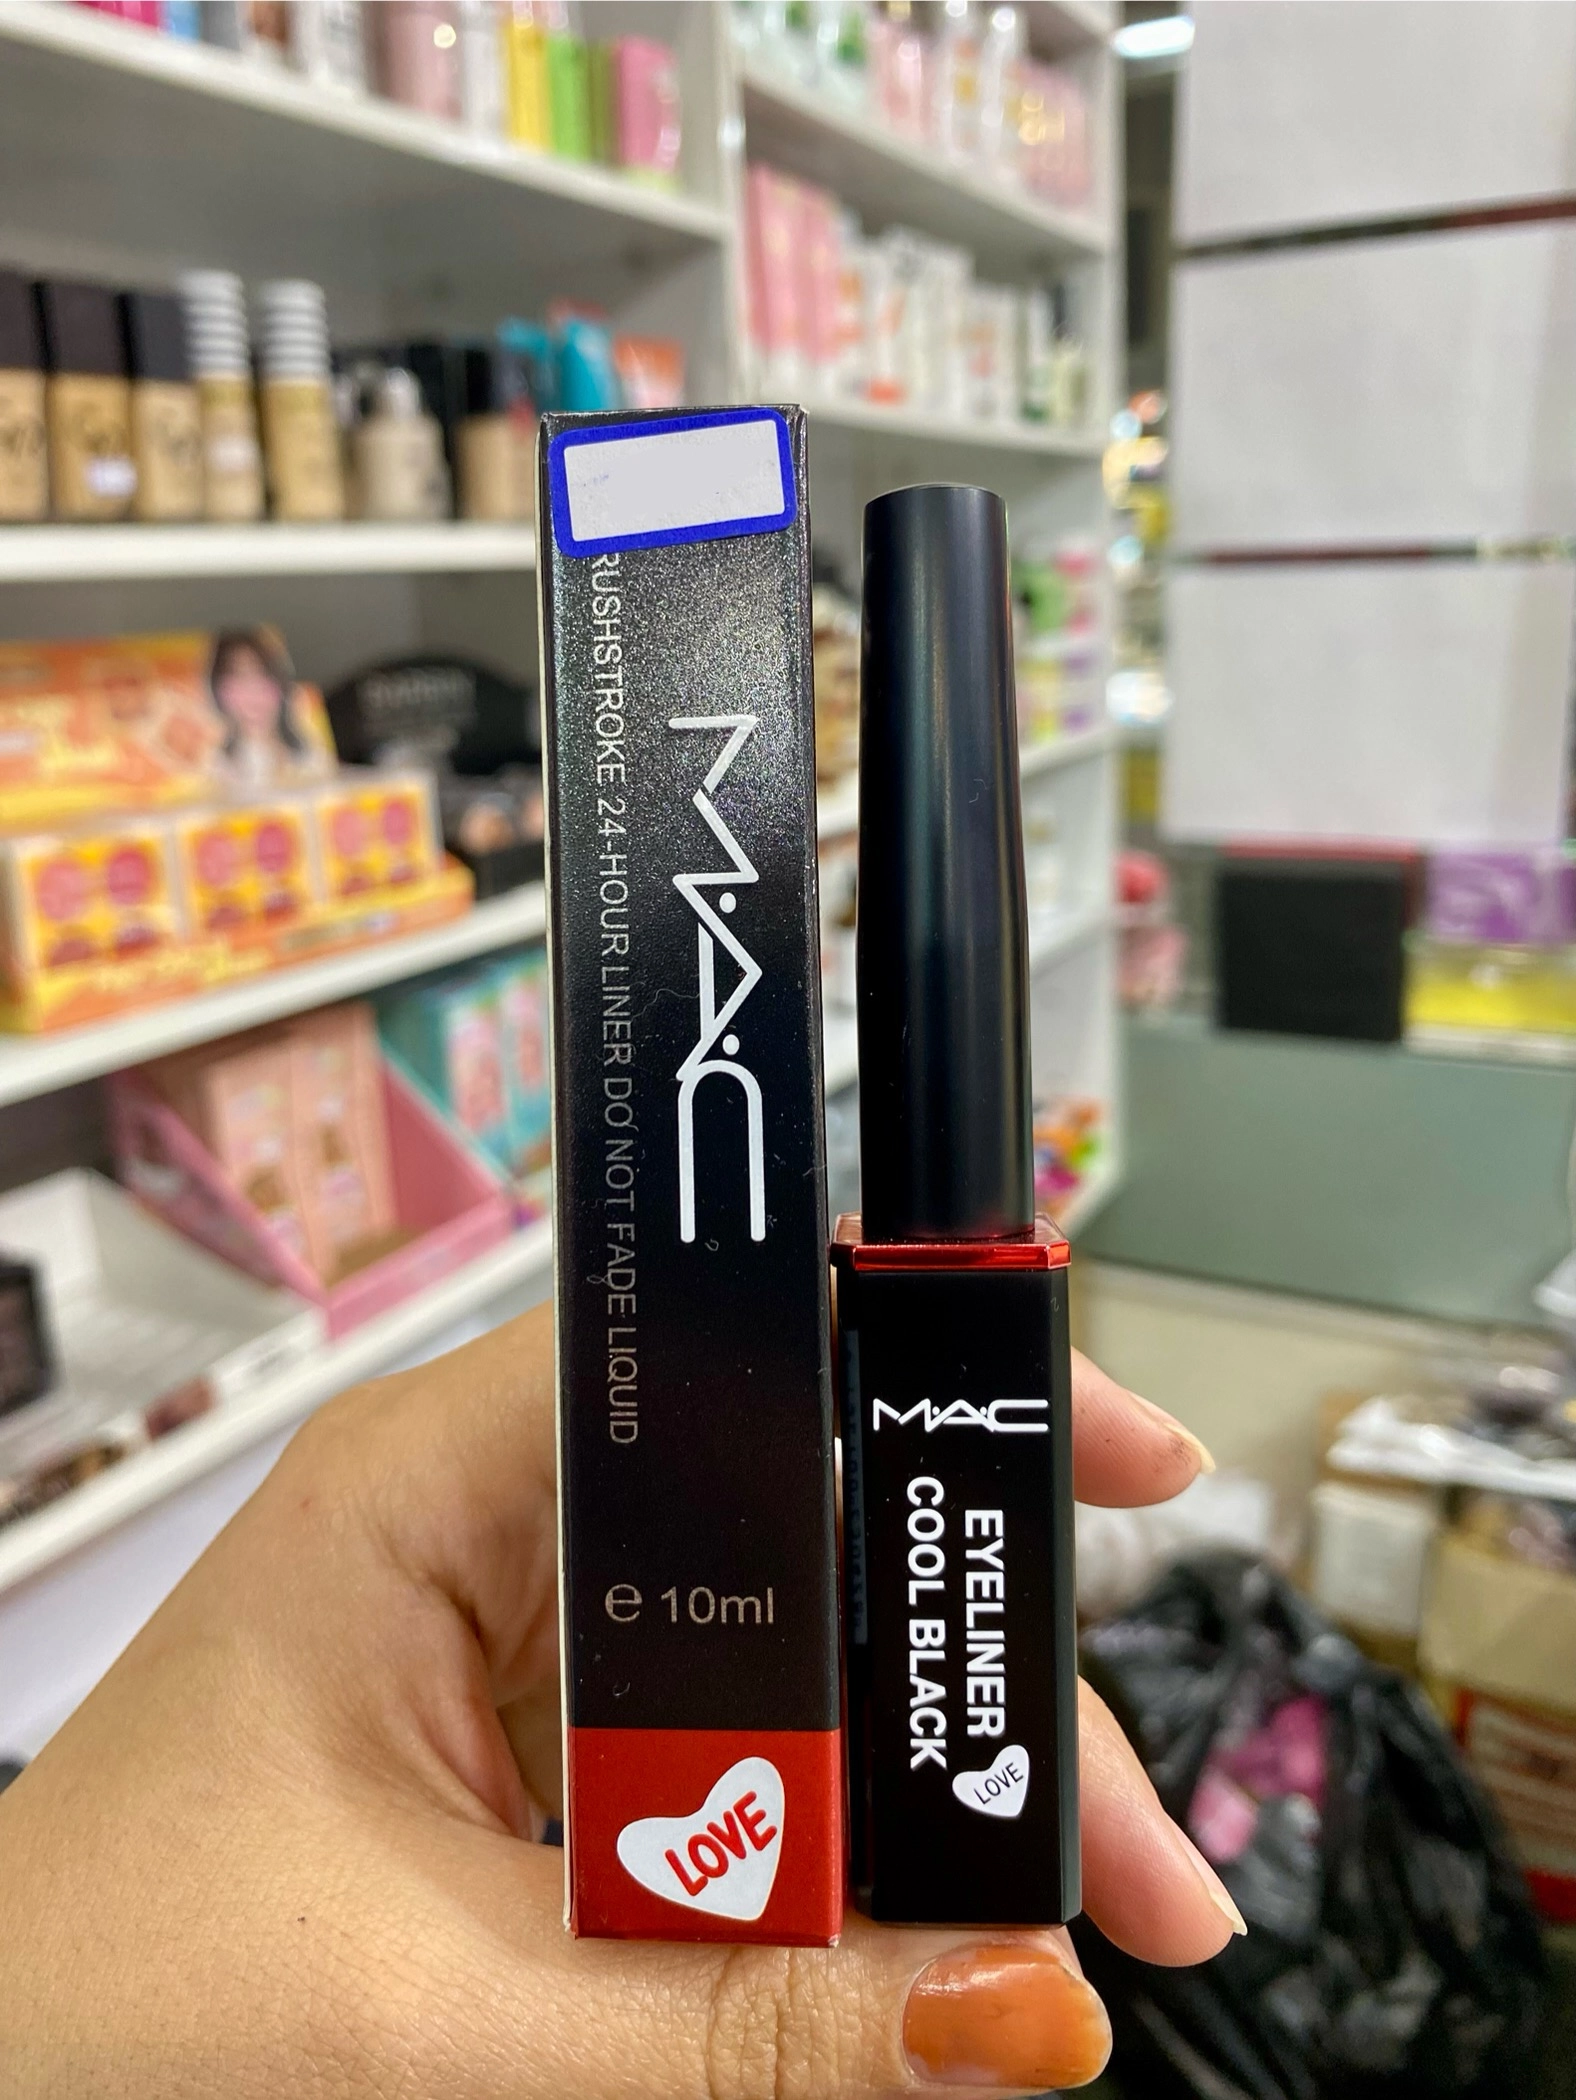 RUSHSTROKE 24-HOUR LINER DO NOT FADE LIQUID
M·A·C
e 10ml
LOVE
M·A·C
EYELINER
COOL BLACK
LOVE